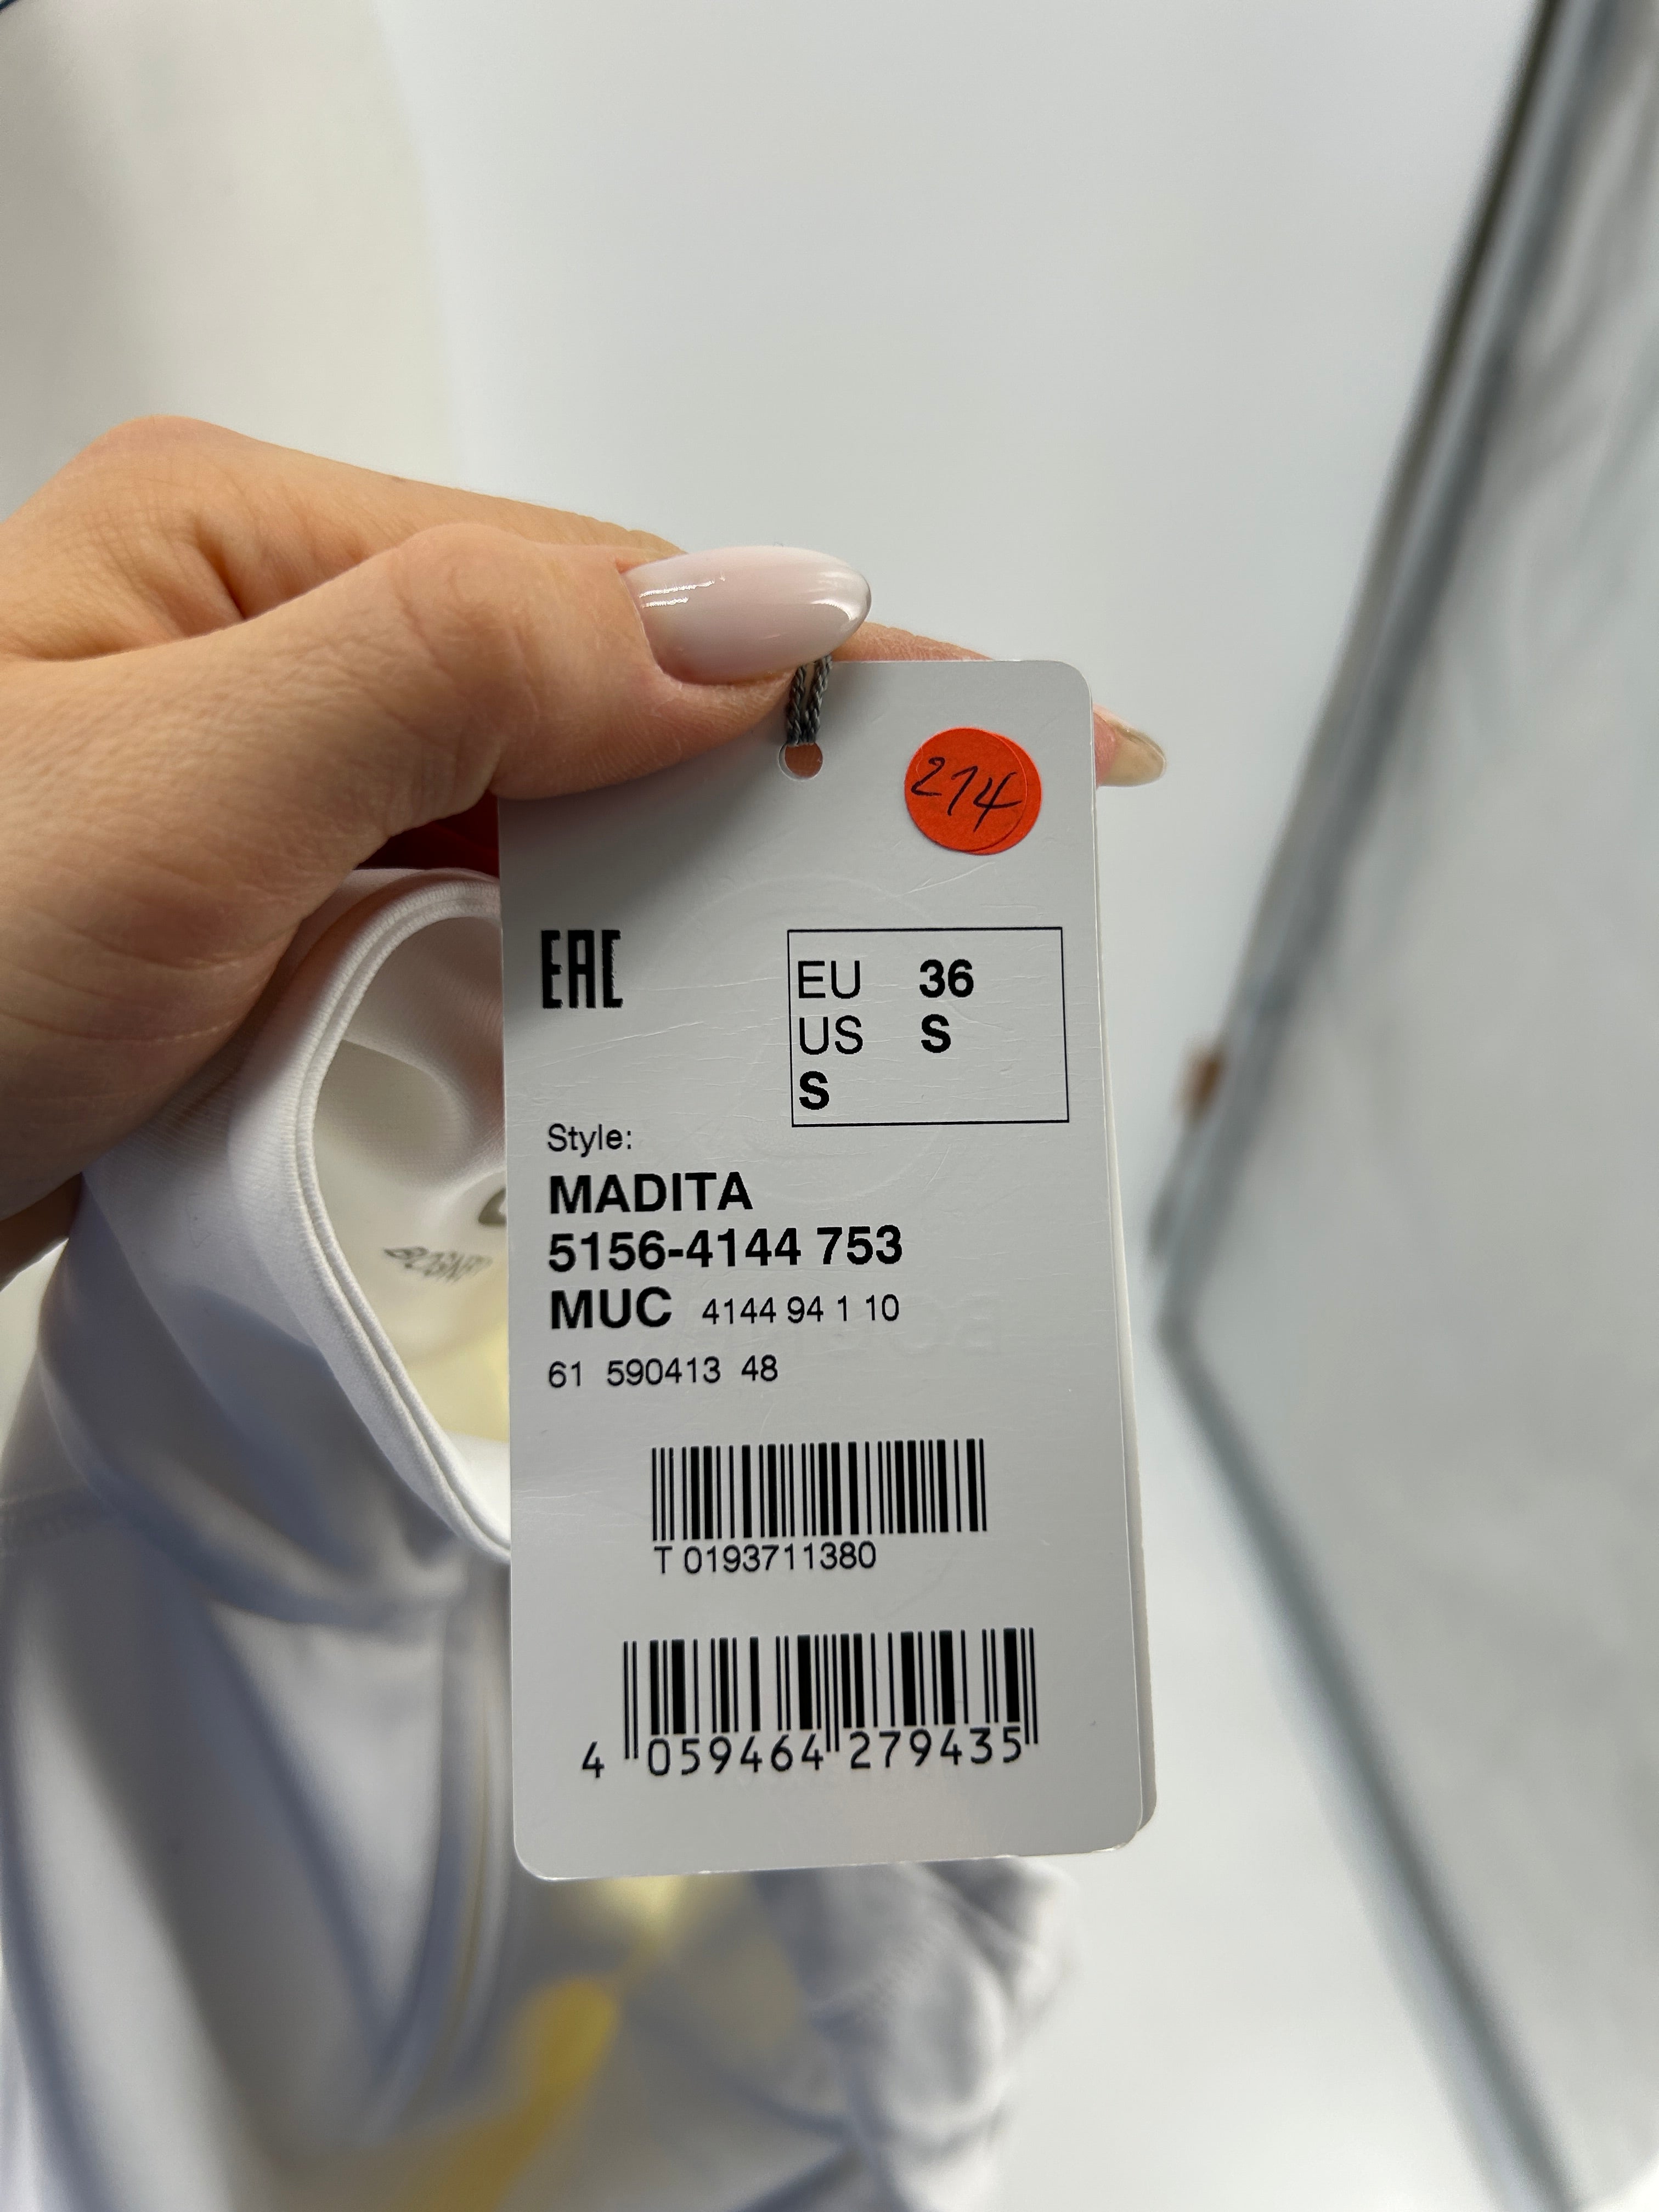 214
EAC
EU 36
US S
S
Style:
MADITA
5156-4144 753
MUC 4144 94 1 10
61 590413 48
T 0193711380
4 059464 279435